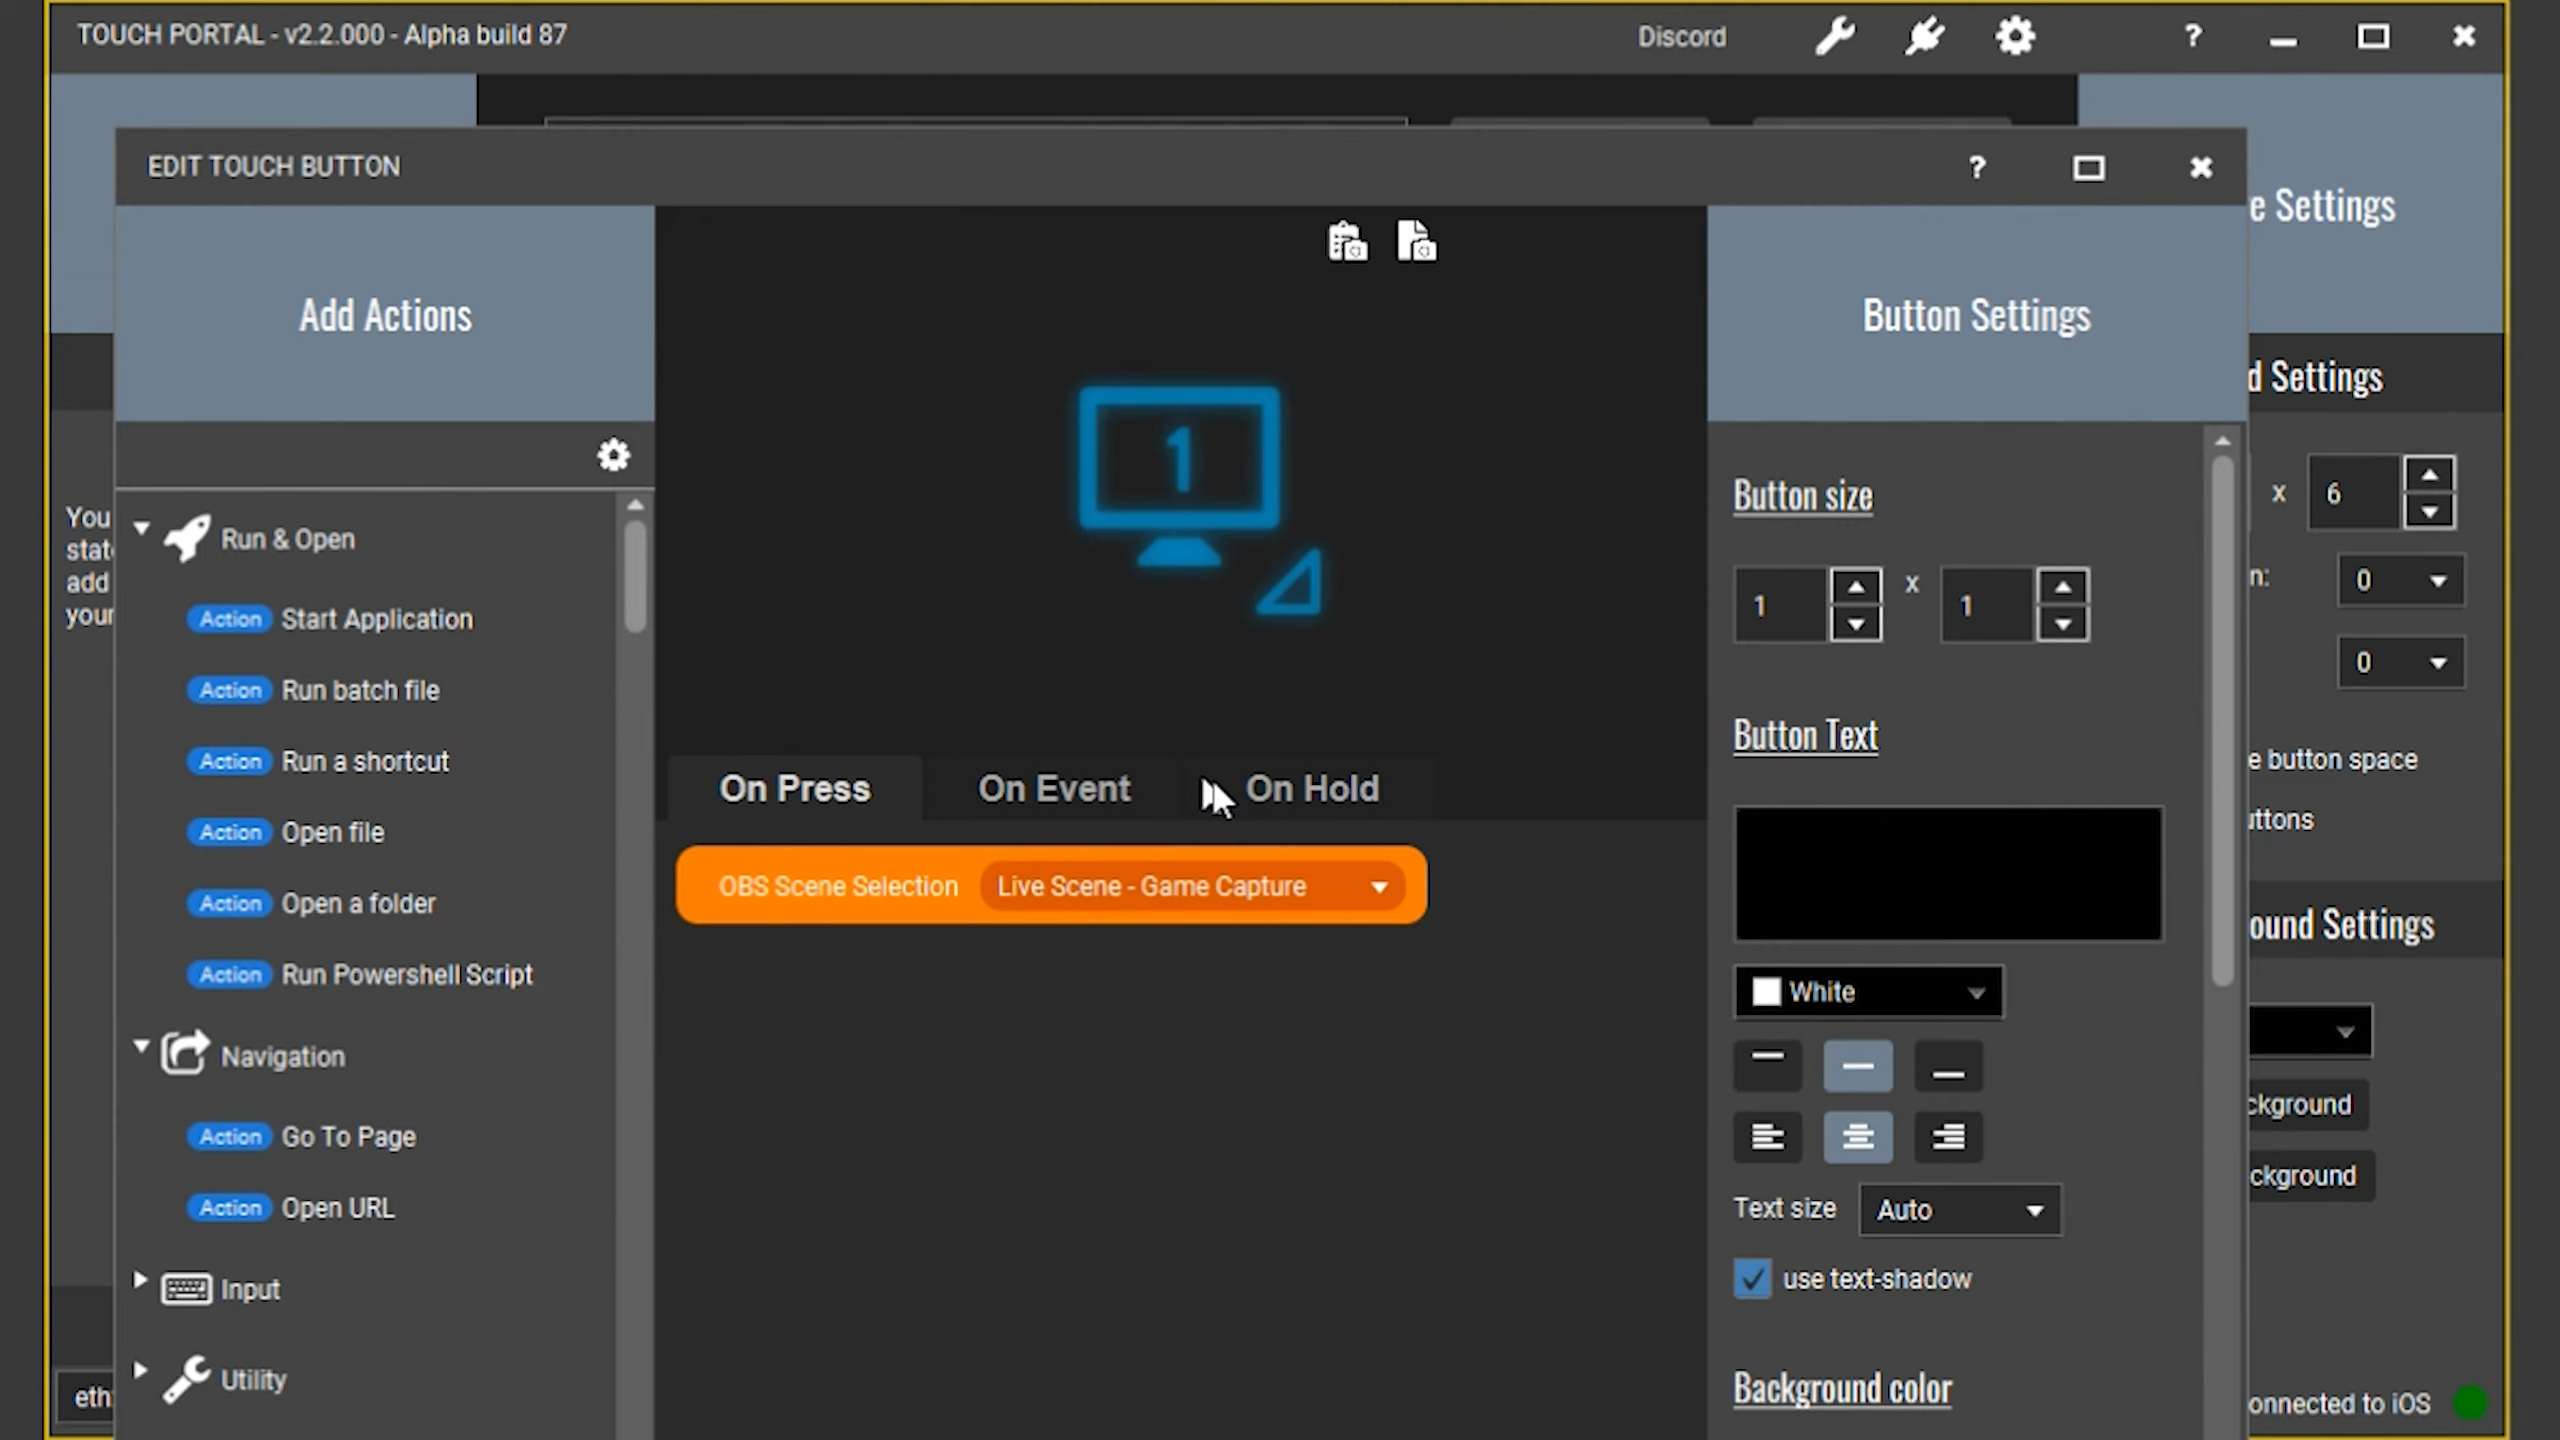 TOUCH PORTAL - v2.2.000 - Alpha build 87
Discord
?
EDIT TOUCH BUTTON
?
e Settings
Add Actions
1
Button Settings
d Settings
x 6
n: 0
0
e button space
uttons
ound Settings
ckground
ckground
onnected to iOS
You
stat
add
your
eth
Run & Open
Action Start Application
Action Run batch file
Action Run a shortcut
Action Open file
Action Open a folder
Action Run Powershell Script
Navigation
Action Go To Page
Action Open URL
Input
Utility
On Press On Event On Hold
OBS Scene Selection Live Scene - Game Capture
Button size
1 x 1
Button Text
White
Text size Auto
use text-shadow
Background color